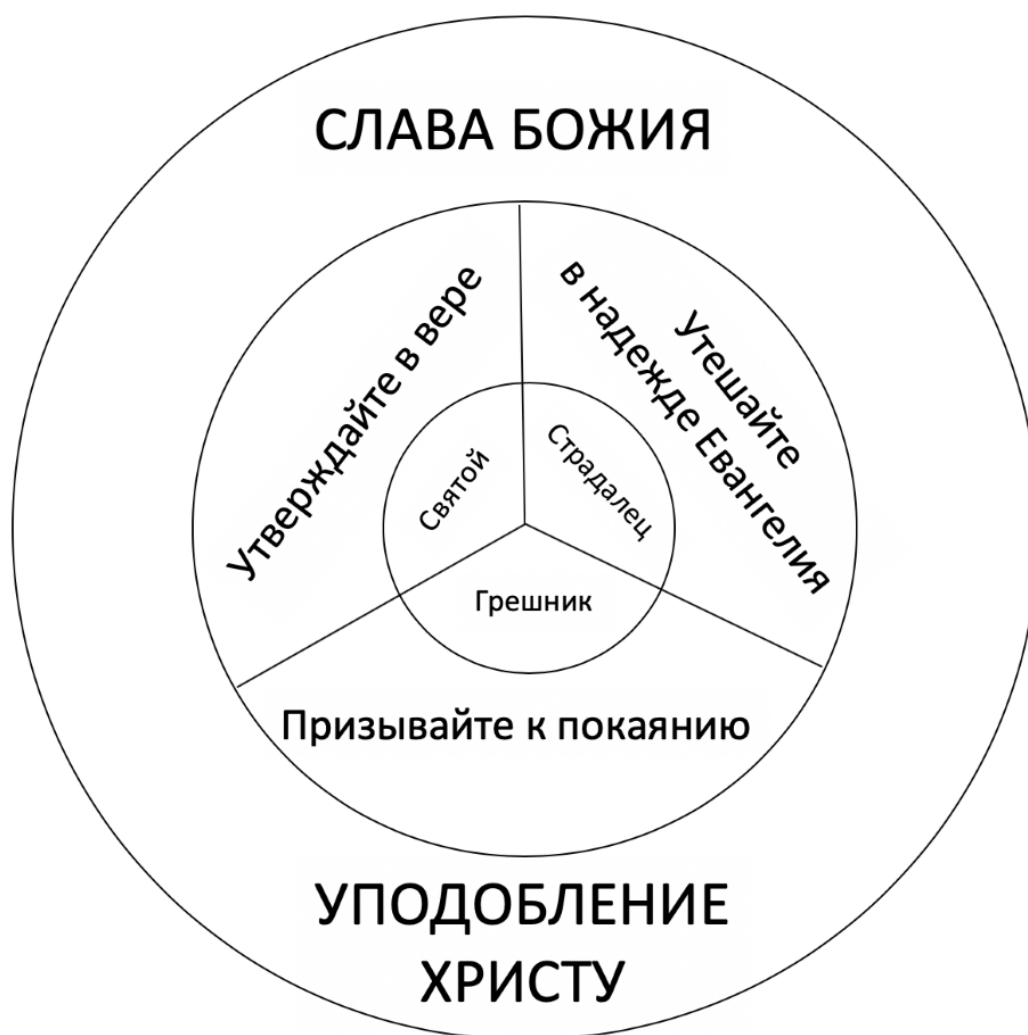 СЛАВА БОЖИЯ
Утверждайте в вере
Утешайте
в надежде Евангелия
Святой
Страдалец
Грешник
Призывайте к покаянию
УПОДОБЛЕНИЕ
ХРИСТУ